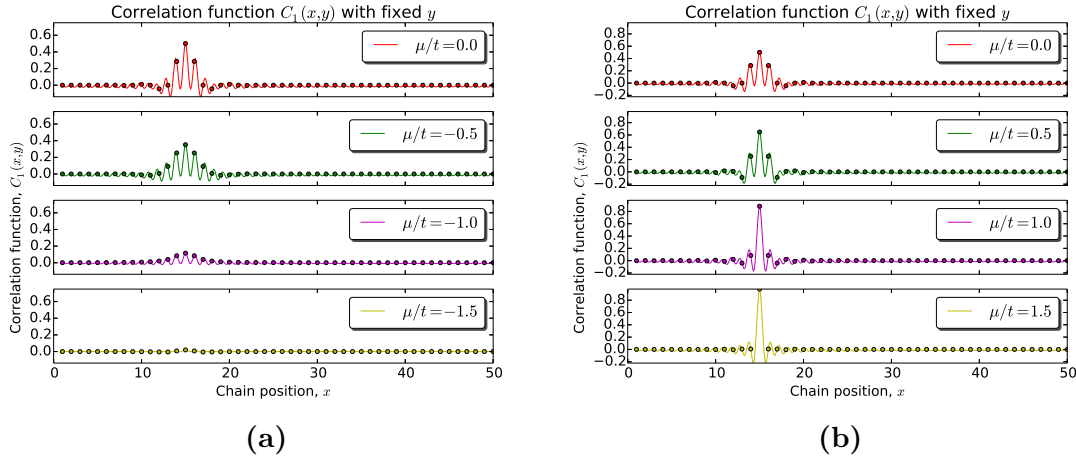 Correlation function C₁(x,y) with fixed y
0.6
0.4
0.2
0.0
μ/t=0.0
0.6
0.4
0.2
0.0
μ/t=−0.5
0.6
0.4
0.2
0.0
μ/t=−1.0
0.6
0.4
0.2
0.0
μ/t=−1.5
0 10 20 30 40 50
Chain position, x
Correlation function, C₁(x,y)
(a)
Correlation function C₁(x,y) with fixed y
0.8
0.6
0.4
0.2
0.0
−0.2
μ/t=0.0
0.8
0.6
0.4
0.2
0.0
−0.2
μ/t=0.5
0.8
0.6
0.4
0.2
0.0
−0.2
μ/t=1.0
0.8
0.6
0.4
0.2
0.0
−0.2
μ/t=1.5
0 10 20 30 40 50
Chain position, x
Correlation function, C₁(x,y)
(b)